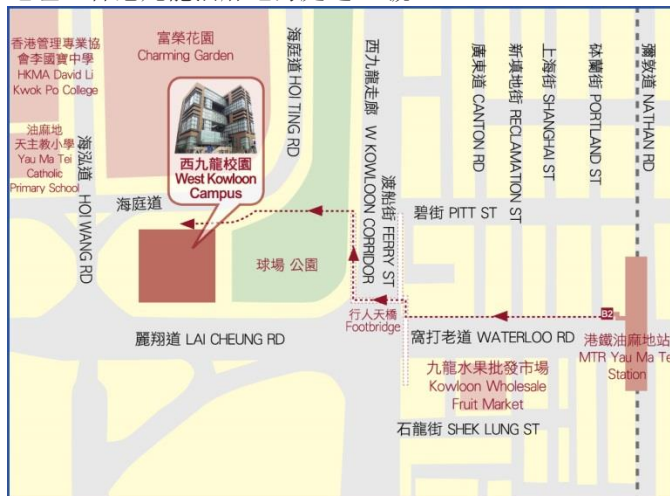 香港管理專業協
會李國寶中學
HKMA David Li
Kwok Po College
油麻地
天主教小學
Yau Ma Tei
Catholic
Primary School
海泓道 HOI WANG RD
富榮花園
Charming Garden
西九龍校園
West Kowloon
Campus
海庭道
海庭道 HOI TING RD
球場 公園
麗翔道 LAI CHEUNG RD
西九龍走廊 W KOWLOON CORRIDOR
渡船街 FERRY ST
行人天橋
Footbridge
廣東道 CANTON RD
新填地街 RECLAMATION ST
上海街 SHANGHAI ST
砵蘭街 PORTLAND ST
彌敦道 NATHAN RD
碧街 PITT ST
B2
窩打老道 WATERLOO RD
港鐵油麻地站
MTR Yau Ma Te
Station
九龍水果批發市場
Kowloon Wholesale
Fruit Market
石龍街 SHEK LUNG ST